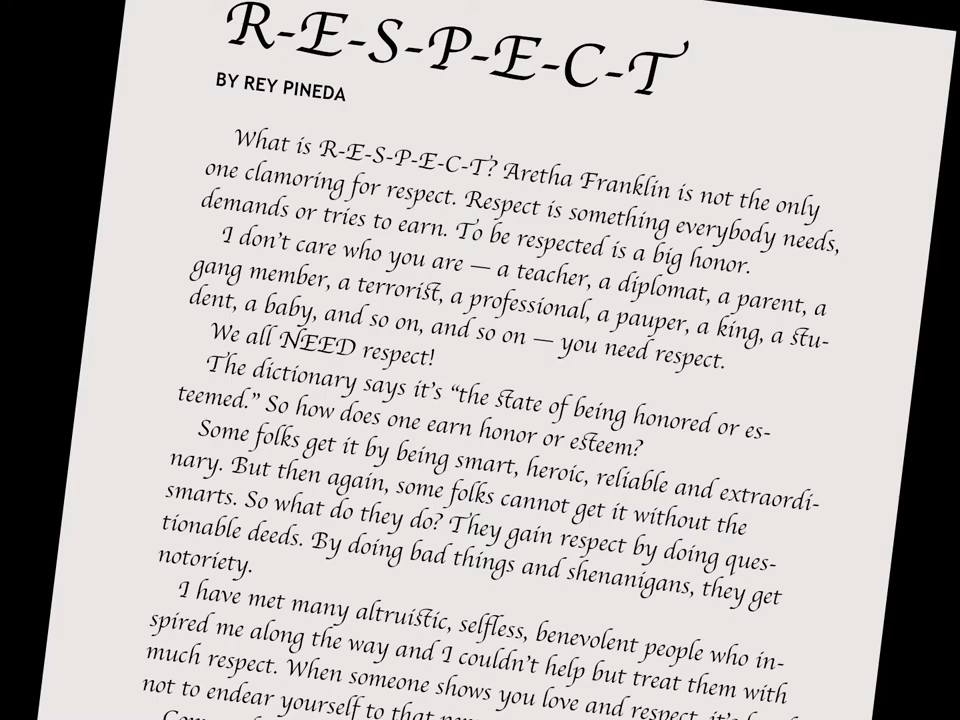 R-E-S-P-E-C-T
BY REY PINEDA
What is R-E-S-P-E-C-T? Aretha Franklin is not the only
one clamoring for respect. Respect is something everybody needs,
demands or tries to earn. To be respected is a big honor.
I don't care who you are — a teacher, a diplomat, a parent, a
gang member, a terrorist, a professional, a pauper, a king, a stu-
dent, a baby, and so on, and so on — you need respect.
We all NEED respect!
The dictionary says it's “the state of being honored or es-
teemed.” So how does one earn honor or esteem?
Some folks get it by being smart, heroic, reliable and extraordi-
nary. But then again, some folks cannot get it without the
smarts. So what do they do? They gain respect by doing ques-
tionable deeds. By doing bad things and shenanigans, they get
notoriety.
I have met many altruistic, selfless, benevolent people who in-
spired me along the way and I couldn't help but treat them with
much respect. When someone shows you love and respect, it's hard
not to endear yourself to that